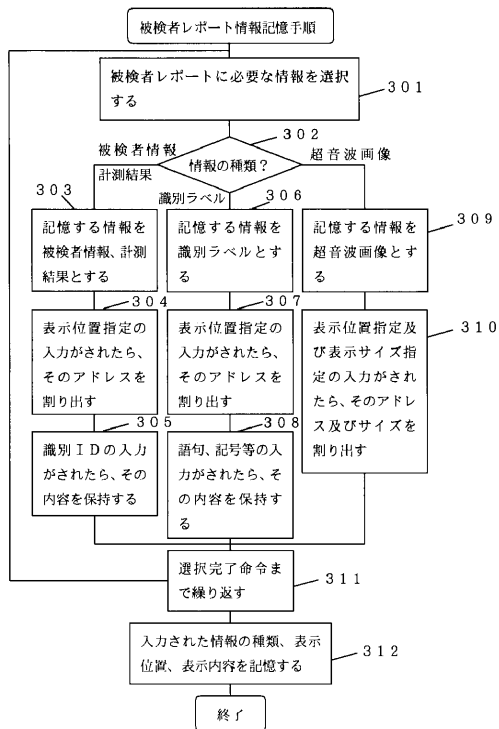 被検者レポート情報記憶手順
被検者レポートに必要な情報を選択
する
301
302
情報の種類?
被検者情報
計測結果
識別ラベル
超音波画像
303
記憶する情報を
被検者情報、計測
結果とする
304
表示位置指定の
入力がされたら、
そのアドレスを
割り出す
305
識別IDの入力
がされたら、その
内容を保持する
306
記憶する情報を
識別ラベルとす
る
307
表示位置指定の
入力がされたら、
そのアドレスを
割り出す
308
語句、記号等の入
力がされたら、そ
の内容を保持す
る
309
記憶する情報を
超音波画像とす
る
310
表示位置指定及
び表示サイズ指
定の入力がされ
たら、そのアドレ
ス及びサイズを
割り出す
選択完了命令ま
で繰り返す
311
入力された情報の種類、表示
位置、表示内容を記憶する
312
終了